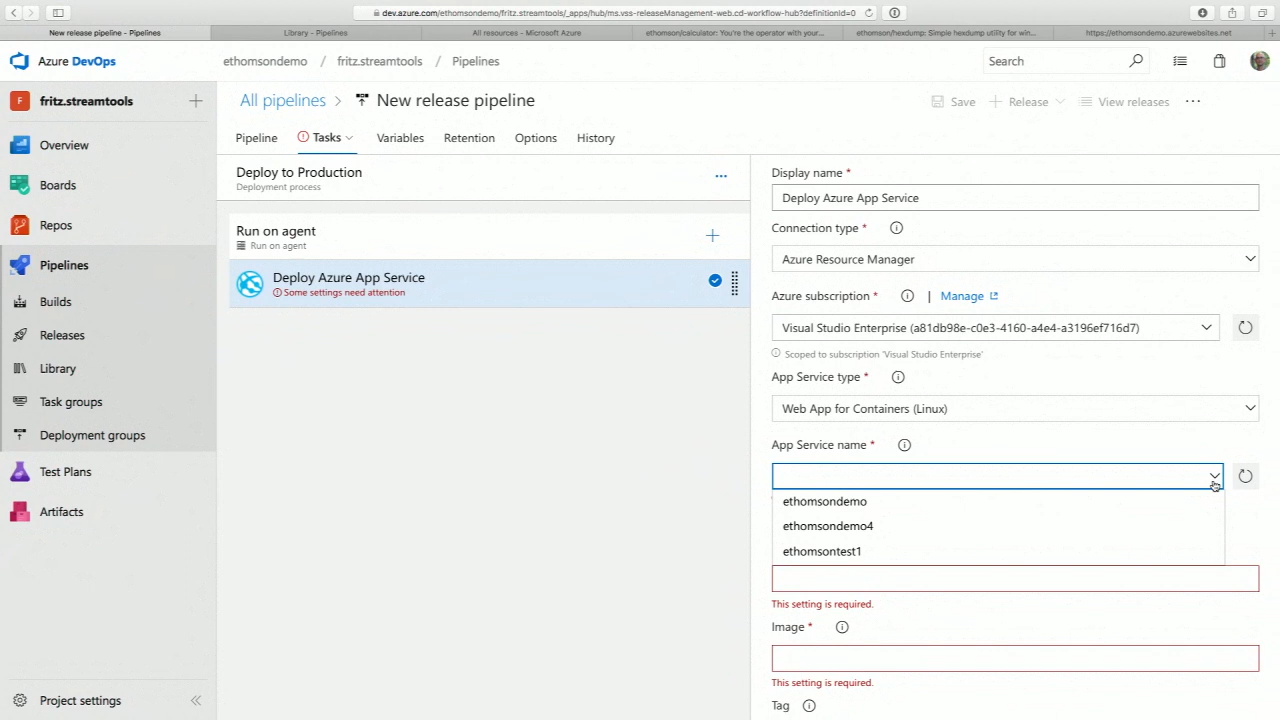 dev.azure.com/ethomsondemo/fritz.streamtools/_apps/hub/ms.vss-releaseManagement-web.cd-workflow-hub?definitionId=0
New release pipeline - Pipelines
Library - Pipelines
All resources - Microsoft Azure
ethomson/calculator: You're the operator with your...
ethomson/hexdump: Simple hexdump utility for win...
https://ethomsondemo.azurewebsites.net
Azure DevOps
ethomsondemo / fritz.streamtools / Pipelines
Search
F fritz.streamtools
All pipelines > New release pipeline
Save
Release
View releases
Overview
Boards
Repos
Pipelines
Builds
Releases
Library
Task groups
Deployment groups
Test Plans
Artifacts
Project settings
Pipeline
Tasks
Variables
Retention
Options
History
Deploy to Production
Deployment process
Run on agent
Run on agent
Deploy Azure App Service
Some settings need attention
Display name *
Deploy Azure App Service
Connection type *
Azure Resource Manager
Azure subscription * | Manage
Visual Studio Enterprise (a81db98e-c0e3-4160-a4e4-a3196ef716d7)
Scoped to subscription 'Visual Studio Enterprise'
App Service type *
Web App for Containers (Linux)
App Service name *
ethomsondemo
ethomsondemo4
ethomsontest1
This setting is required.
Image *
This setting is required.
Tag